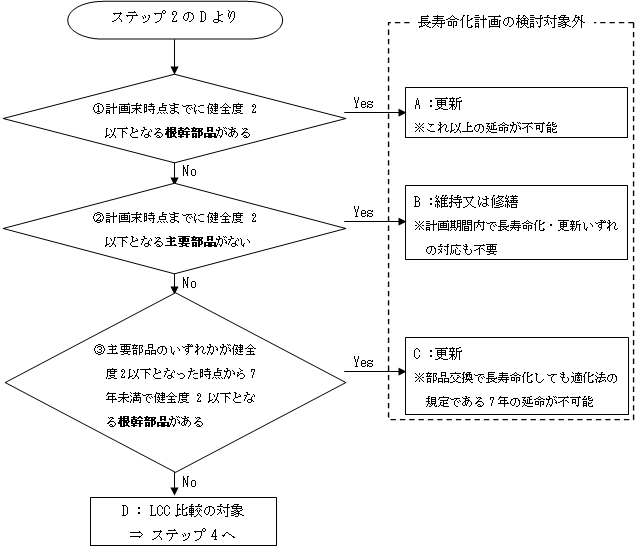 ステップ2のDより
長寿命化計画の検討対象外
①計画末時点までに健全度 2
以下となる根幹部品がある
Yes
A :更新
※これ以上の延命が不可能
No
②計画末時点までに健全度 2
以下となる主要部品がない
Yes
B :維持又は修繕
※計画期間内で長寿命化・更新いずれ
の対応も不要
No
③主要部品のいずれかが健全
度2以下となった時点から7
年未満で健全度 2 以下とな
る根幹部品がある
Yes
C :更新
※部品交換で長寿命化しても適化法の
規定である7年の延命が不可能
No
D : LCC 比較の対象
⇒ ステップ4へ